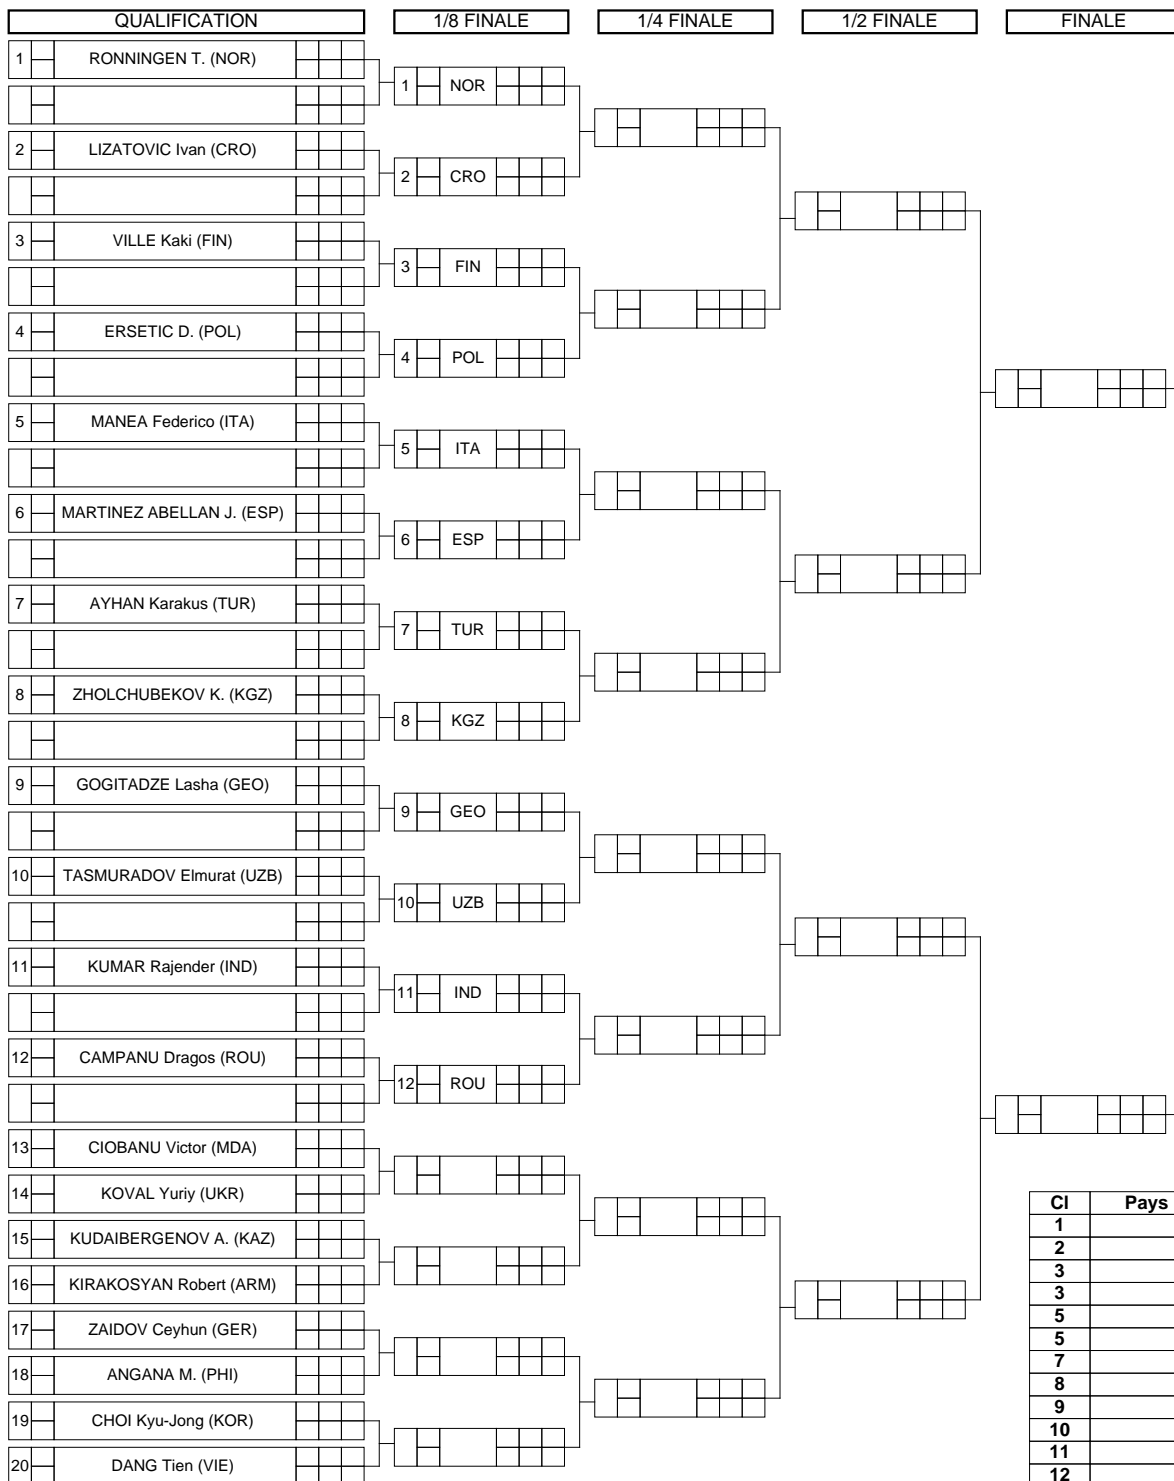 QUALIFICATION 1/8 FINALE 1/4 FINALE 1/2 FINALE FINALE
1 RONNINGEN T. (NOR)
1 NOR
2 LIZATOVIC Ivan (CRO)
2 CRO
3 VILLE Kaki (FIN)
3 FIN
4 ERSETIC D. (POL)
4 POL
5 MANEA Federico (ITA)
5 ITA
6 MARTINEZ ABELLAN J. (ESP)
6 ESP
7 AYHAN Karakus (TUR)
7 TUR
8 ZHOLCHUBEKOV K. (KGZ)
8 KGZ
9 GOGITADZE Lasha (GEO)
9 GEO
10 TASMURADOV Elmurat (UZB)
10 UZB
11 KUMAR Rajender (IND)
11 IND
12 CAMPANU Dragos (ROU)
12 ROU
13 CIOBANU Victor (MDA)
14 KOVAL Yuriy (UKR)
15 KUDAIBERGENOV A. (KAZ)
16 KIRAKOSYAN Robert (ARM)
17 ZAIDOV Ceyhun (GER)
18 ANGANA M. (PHI)
19 CHOI Kyu-Jong (KOR)
20 DANG Tien (VIE)
Cl Pays
1
2
3
3
5
5
7
8
9
10
11
12